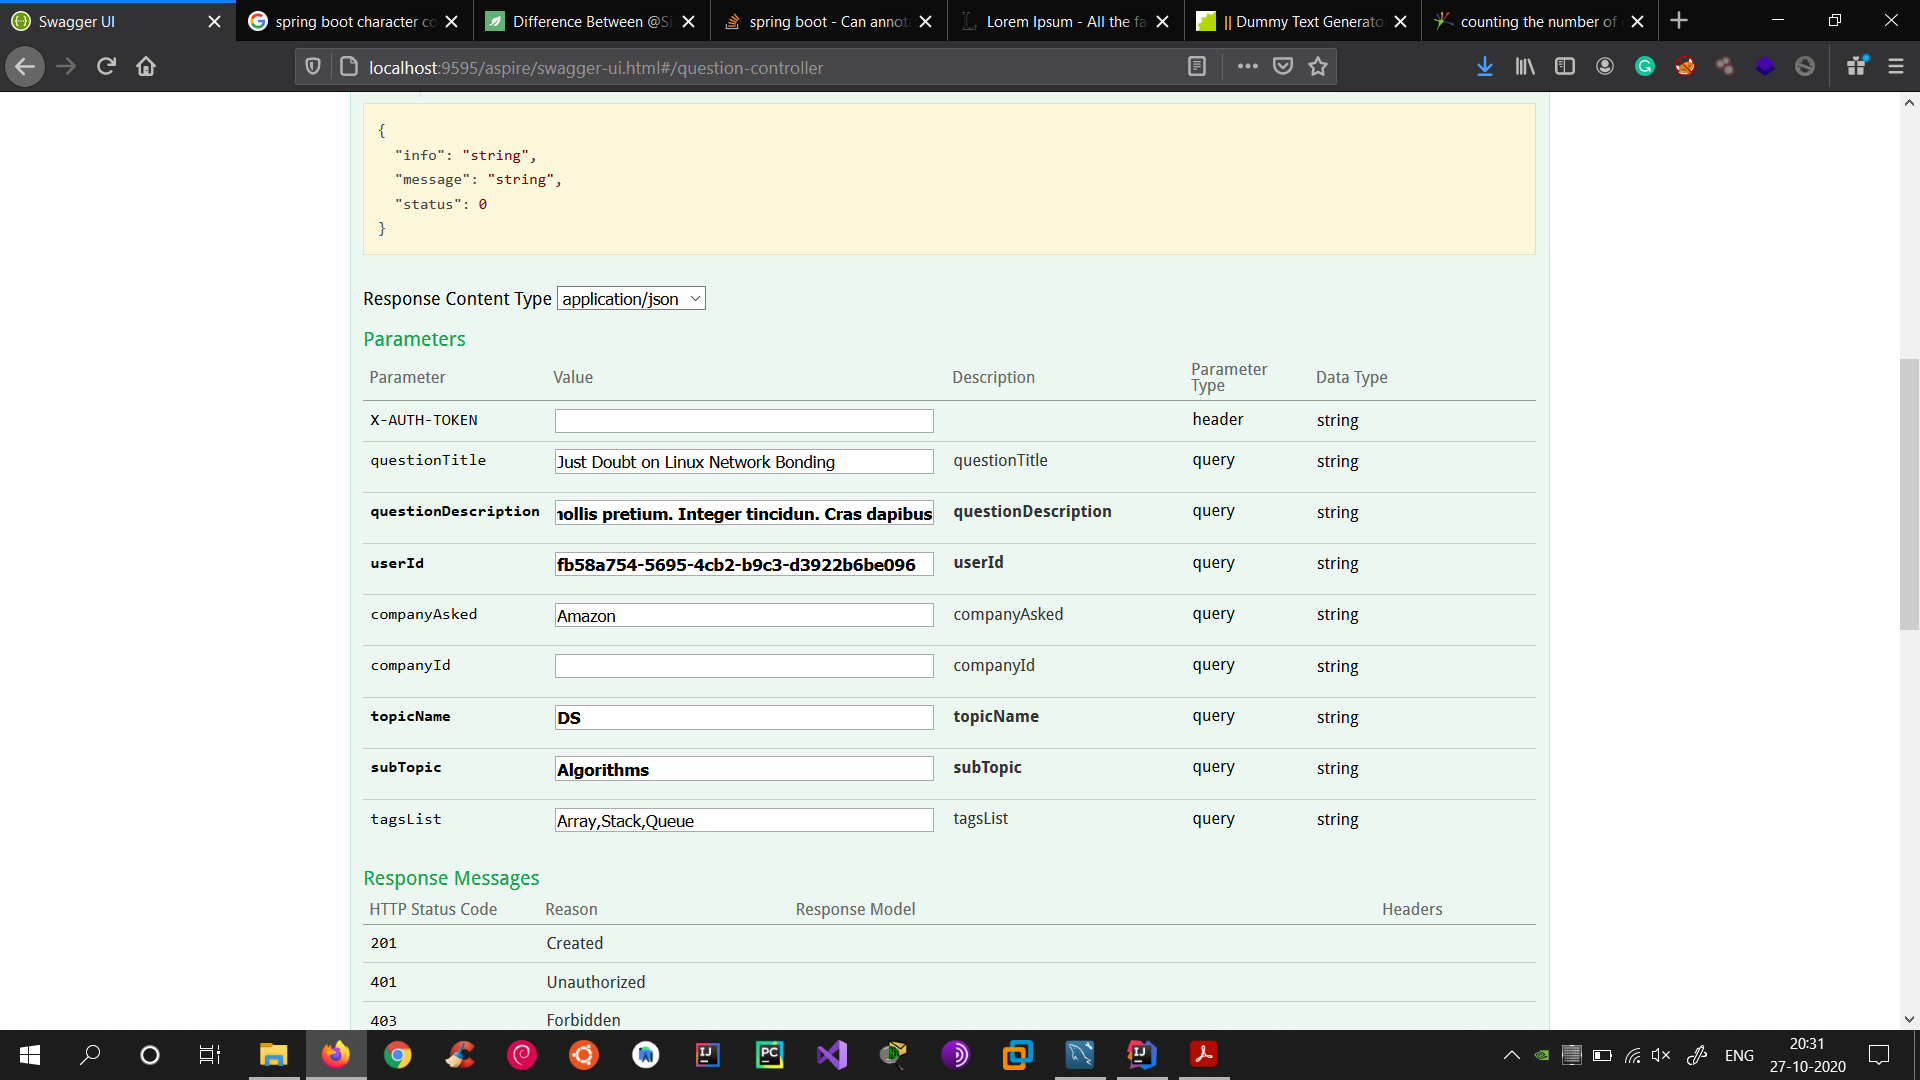 Swagger UI
spring boot character co
Difference Between @Si
spring boot - Can annota
Lorem Ipsum - All the fa
|| Dummy Text Generato
counting the number of
localhost:9595/aspire/swagger-ui.html#/question-controller
{
"info": "string",
"message": "string",
"status": 0
}
Response Content Type application/json
Parameters
Parameter Value Description Parameter Type Data Type
X-AUTH-TOKEN header string
questionTitle Just Doubt on Linux Network Bonding questionTitle query string
questionDescription mollis pretium. Integer tincidun. Cras dapibus questionDescription query string
userId fb58a754-5695-4cb2-b9c3-d3922b6be096 userId query string
companyAsked Amazon companyAsked query string
companyId companyId query string
topicName DS topicName query string
subTopic Algorithms subTopic query string
tagsList Array,Stack,Queue tagsList query string
Response Messages
HTTP Status Code Reason Response Model Headers
201 Created
401 Unauthorized
403 Forbidden
ENG
20:31
27-10-2020